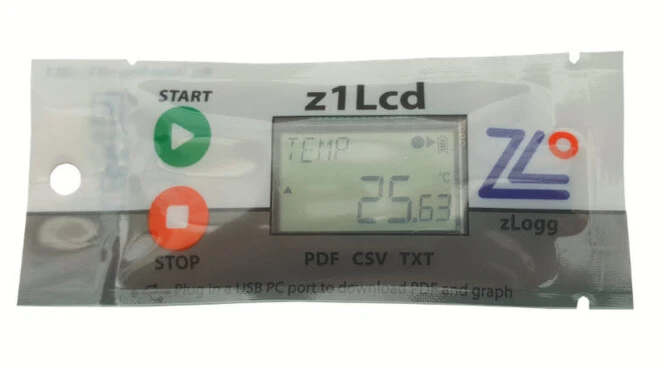 START
z1Lcd
TEMP
°C
25.63
zLogg
STOP
PDF CSV TXT
Plug in a USB PC port to download PDF and graph